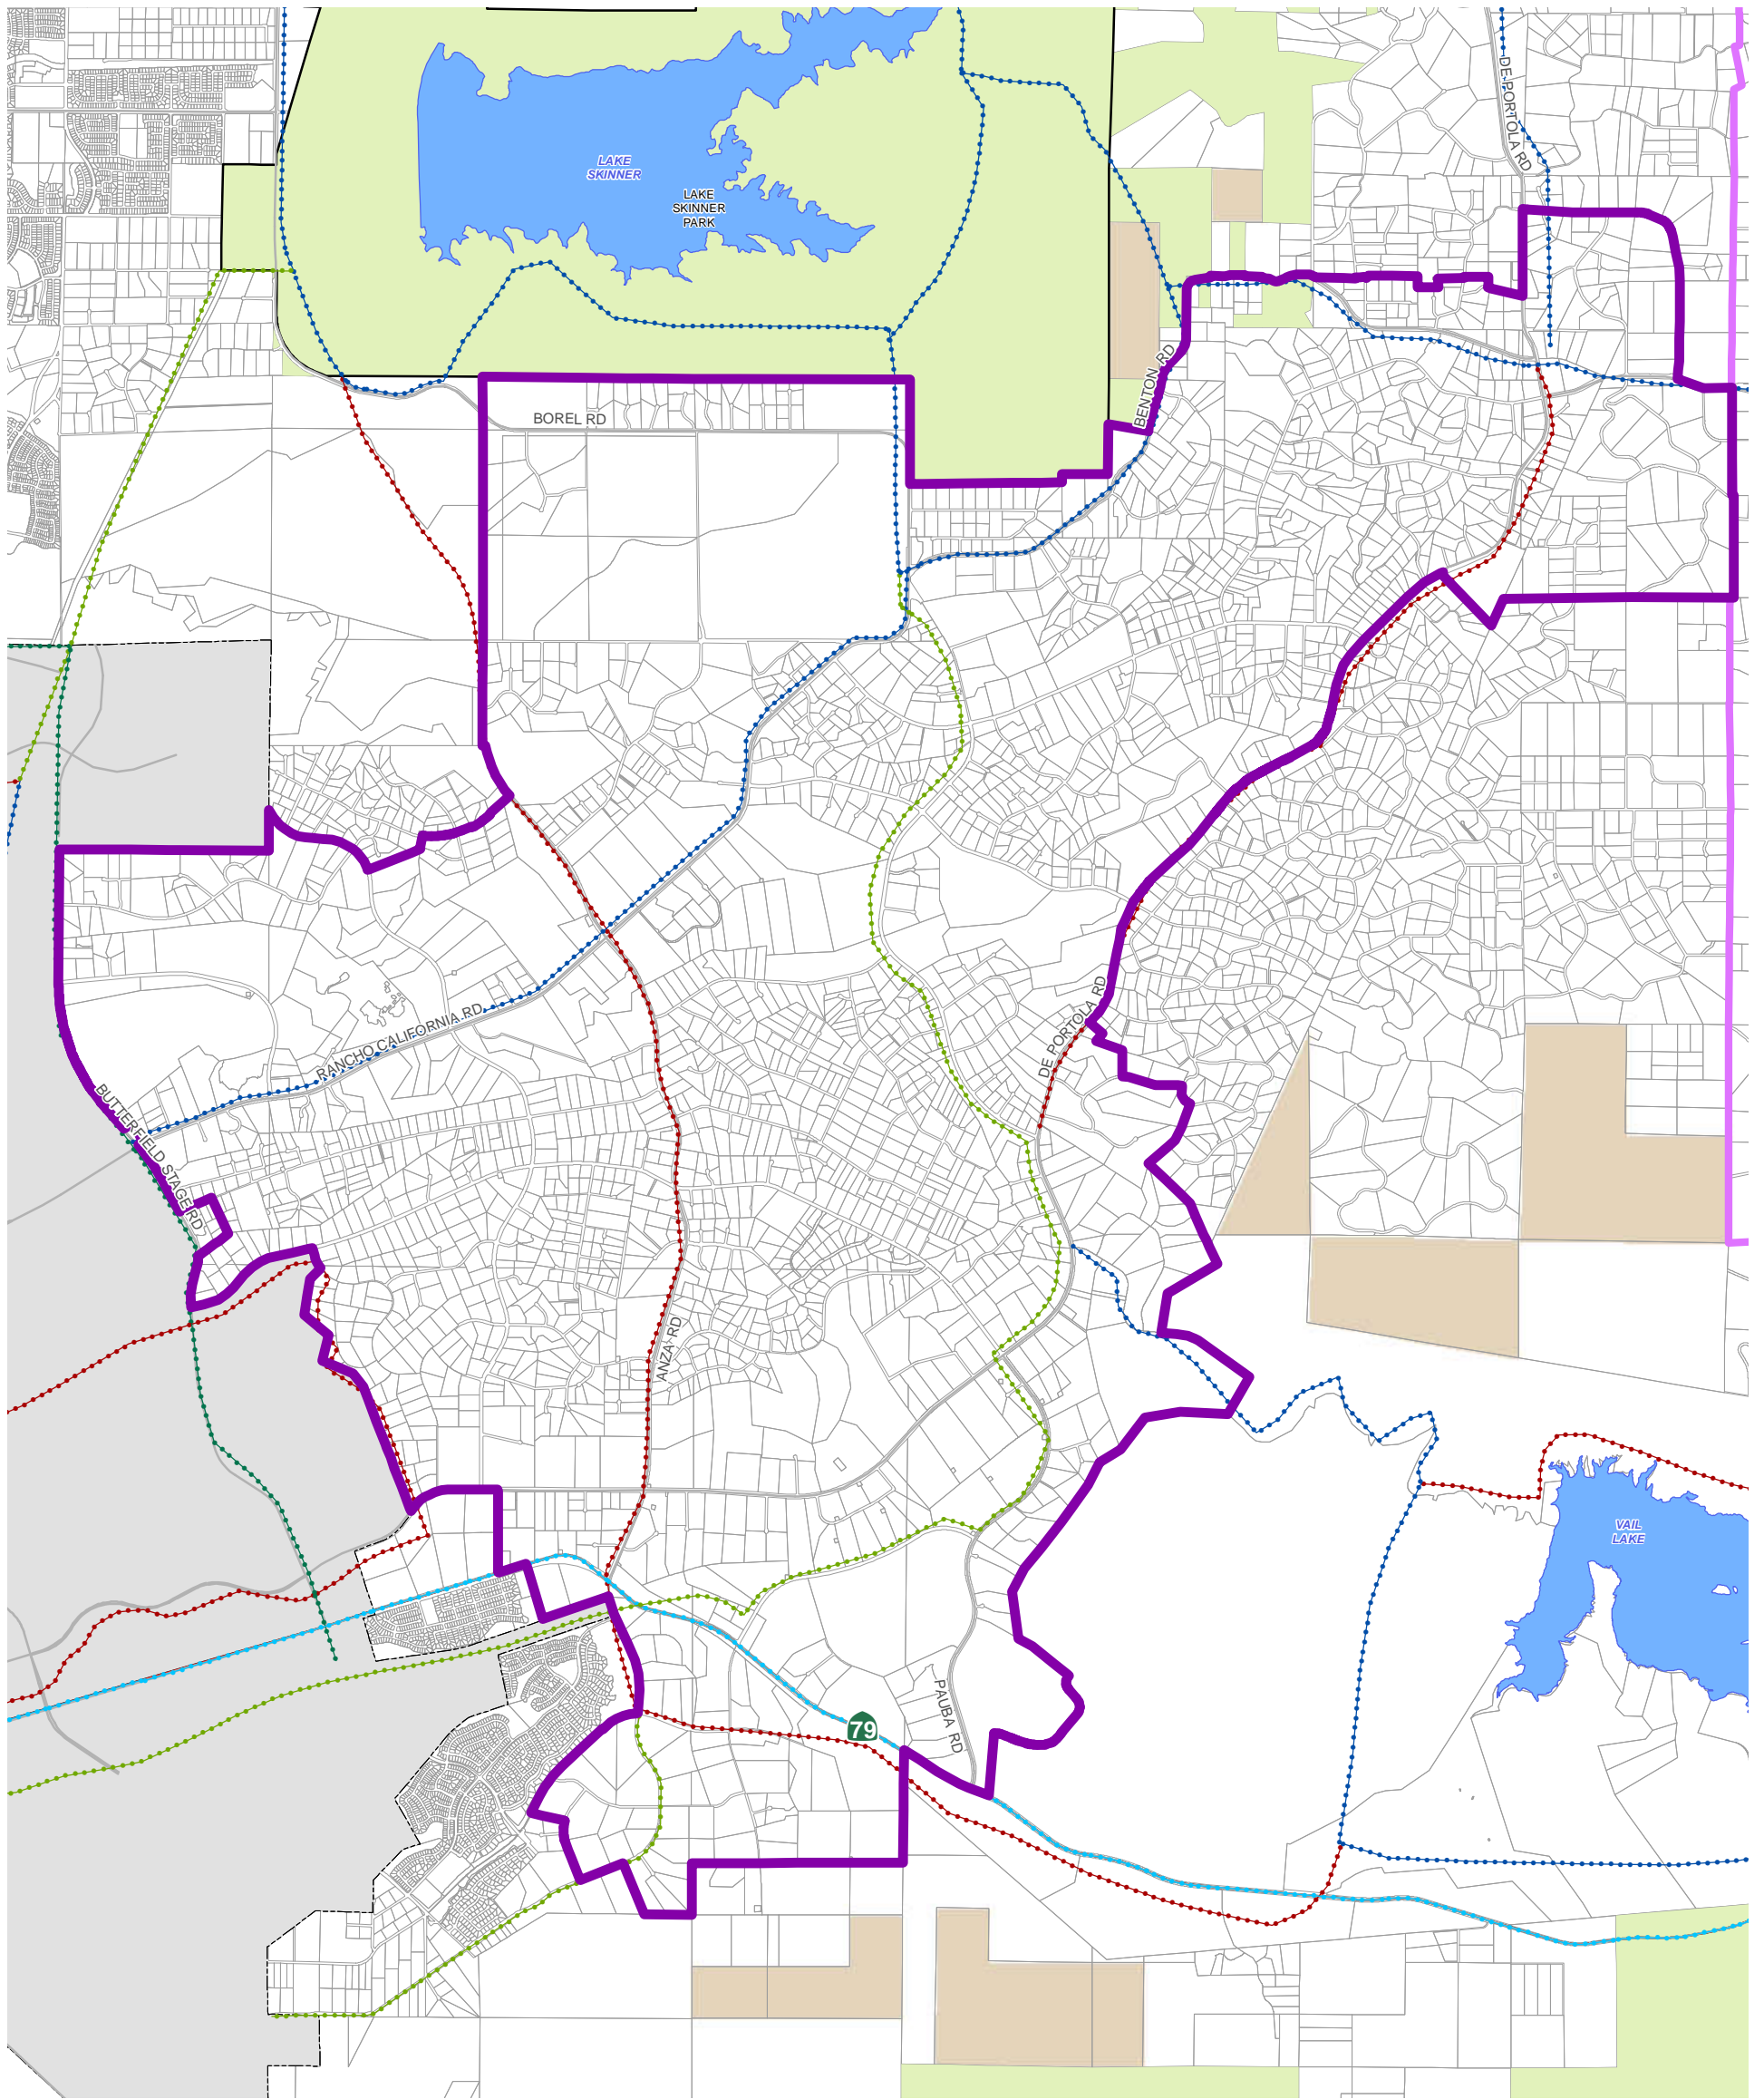 DE PORTOLA RD
LAKE
SKINNER
LAKE
SKINNER
PARK
BENTON RD
BOREL RD
DE PORTOLA RD
RANCHO CALIFORNIA RD
BUTTERFIELD STAGE RD
ANZA RD
VAIL
LAKE
PAUBA RD
79